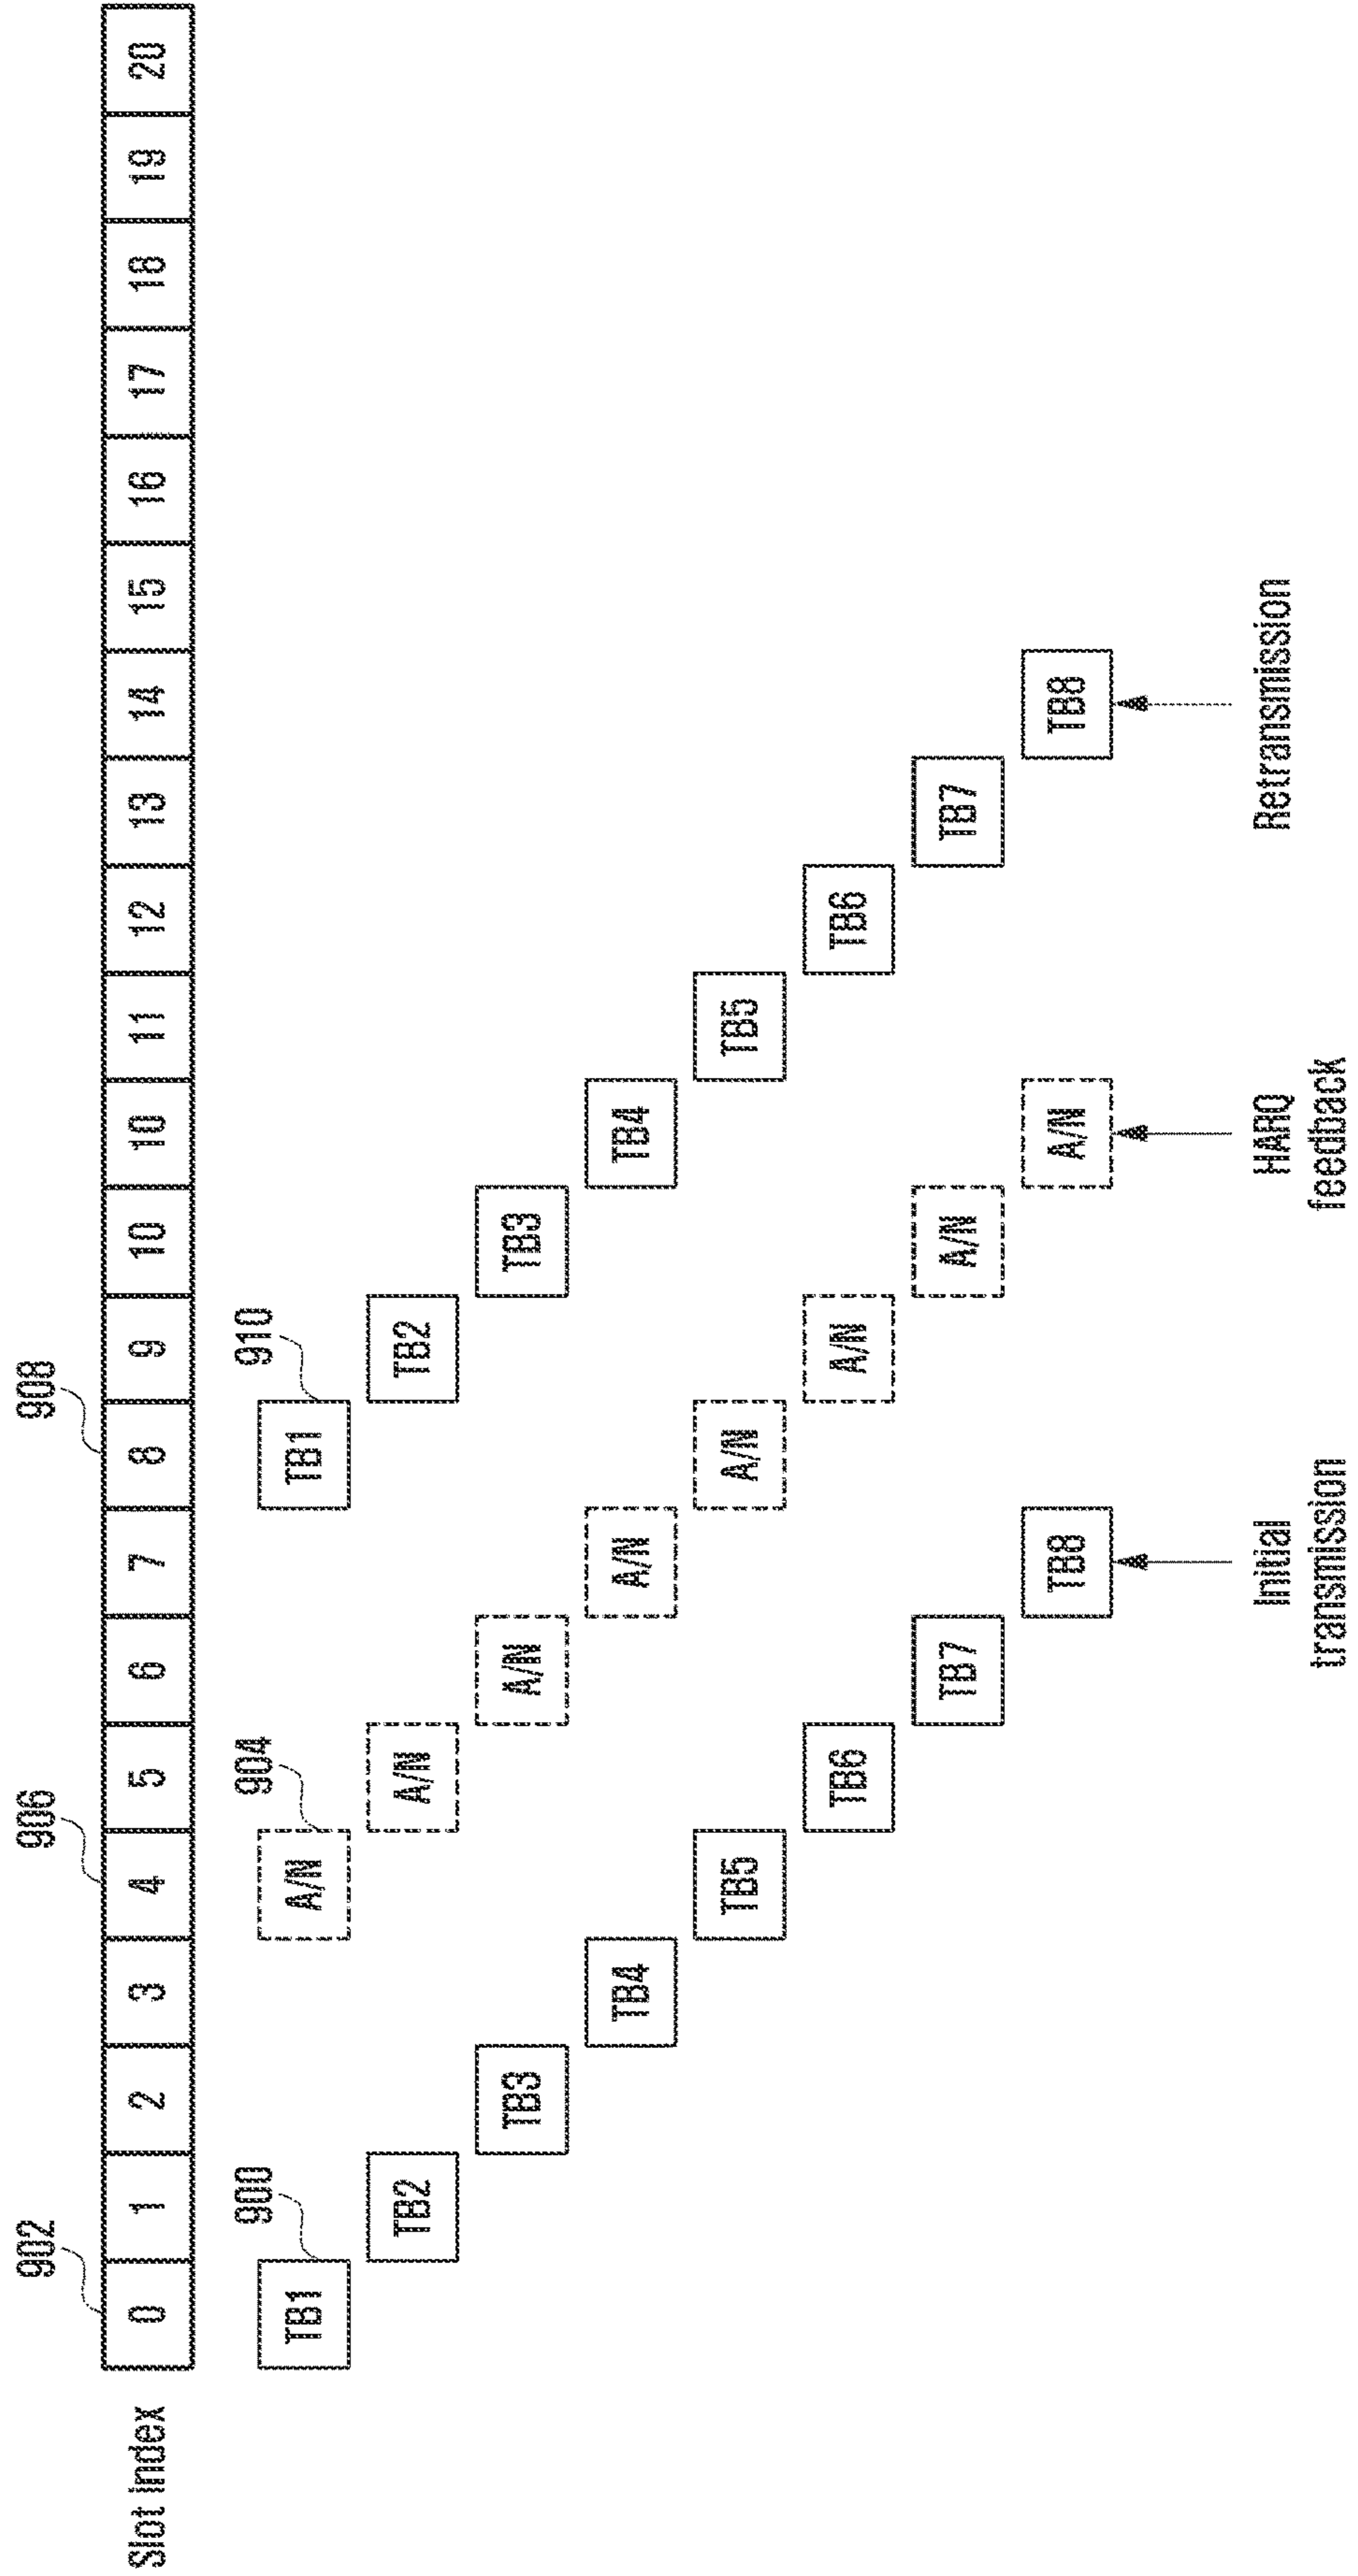 902
906
908
Slot index
0 1 2 3 4 5 6 7 8 9 10 10 11 12 13 14 15 16 17 18 19 20
900
904
910
TB1 A/N TB1
TB2 A/N TB2
TB3 A/N TB3
TB4 A/N TB4
TB5 A/N TB5
TB6 A/N TB6
TB7 A/N TB7
TB8 A/N TB8
Initial
transmission
HARQ
feedback
Retransmission